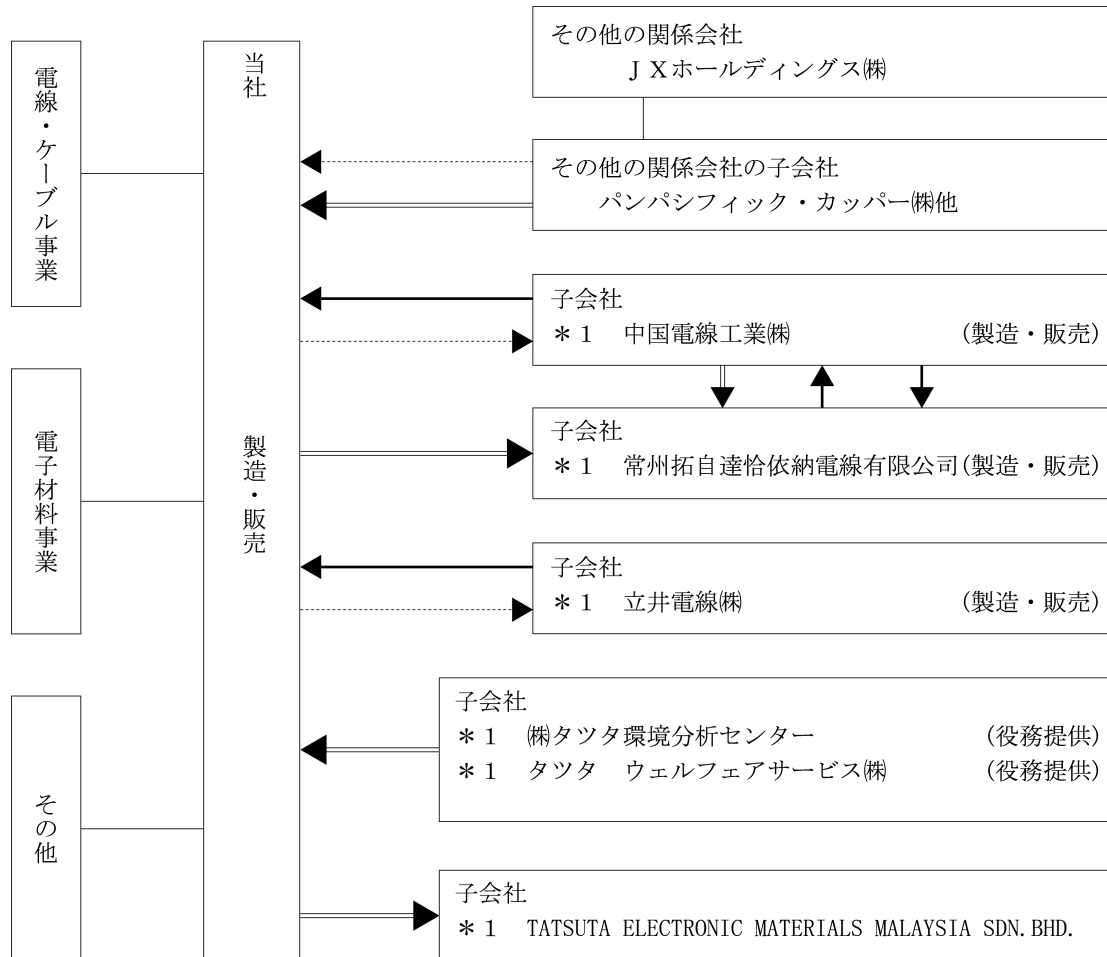 電線・ケーブル事業
電子材料事業
その他
当社
製造・販売
その他の関係会社
ＪＸホールディングス㈱
その他の関係会社の子会社
パンパシフィック・カッパー㈱他
子会社
＊１ 中国電線工業㈱ (製造・販売)
子会社
＊１ 常州拓自達恰依納電線有限公司(製造・販売)
子会社
＊１ 立井電線㈱ (製造・販売)
子会社
＊１ ㈱タツタ環境分析センター (役務提供)
＊１ タツタ ウェルフェアサービス㈱ (役務提供)
子会社
＊１ TATSUTA ELECTRONIC MATERIALS MALAYSIA SDN.BHD.